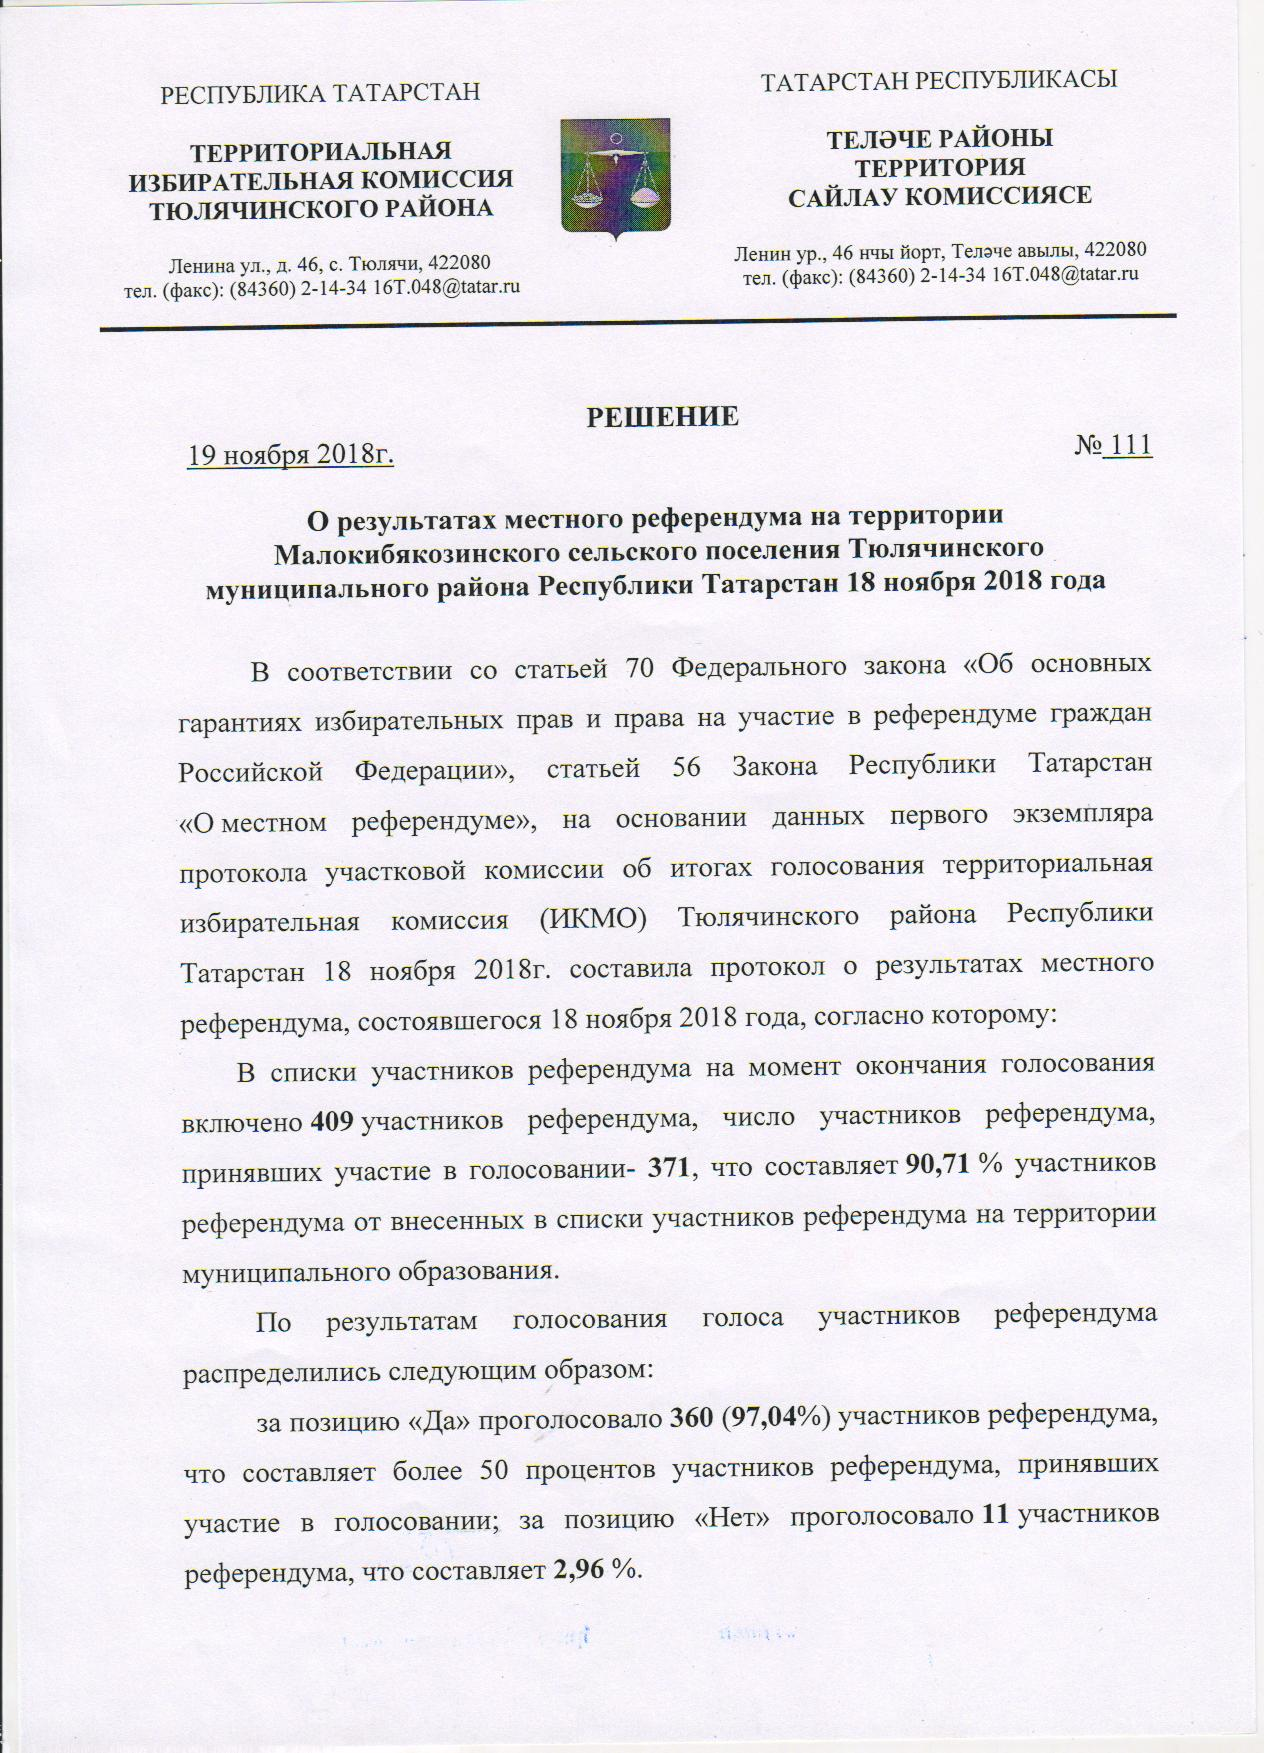 РЕСПУБЛИКА ТАТАРСТАН
ТЕРРИТОРИАЛЬНАЯ
ИЗБИРАТЕЛЬНАЯ КОМИССИЯ
ТЮЛЯЧИНСКОГО РАЙОНА
Ленина ул., д. 46, с. Тюлячи, 422080
тел. (факс): (84360) 2-14-34 16T.048@tatar.ru
ТАТАРСТАН РЕСПУБЛИКАСЫ
ТЕЛӘЧЕ РАЙОНЫ
ТЕРРИТОРИЯ
САЙЛАУ КОМИССИЯСЕ
Ленин ур., 46 нчы йорт, Теләче авылы, 422080
тел. (факс): (84360) 2-14-34 16T.048@tatar.ru
РЕШЕНИЕ
19 ноября 2018г.
№ 111
О результатах местного референдума на территории
Малокибякозинского сельского поселения Тюлячинского
муниципального района Республики Татарстан 18 ноября 2018 года
В соответствии со статьей 70 Федерального закона «Об основных
гарантиях избирательных прав и права на участие в референдуме граждан
Российской Федерации», статьей 56 Закона Республики Татарстан
«О местном референдуме», на основании данных первого экземпляра
протокола участковой комиссии об итогах голосования территориальная
избирательная комиссия (ИКМО) Тюлячинского района Республики
Татарстан 18 ноября 2018г. составила протокол о результатах местного
референдума, состоявшегося 18 ноября 2018 года, согласно которому:
В списки участников референдума на момент окончания голосования
включено 409 участников референдума, число участников референдума,
принявших участие в голосовании- 371, что составляет 90,71 % участников
референдума от внесенных в списки участников референдума на территории
муниципального образования.
По результатам голосования голоса участников референдума
распределились следующим образом:
за позицию «Да» проголосовало 360 (97,04%) участников референдума,
что составляет более 50 процентов участников референдума, принявших
участие в голосовании; за позицию «Нет» проголосовало 11 участников
референдума, что составляет 2,96 %.